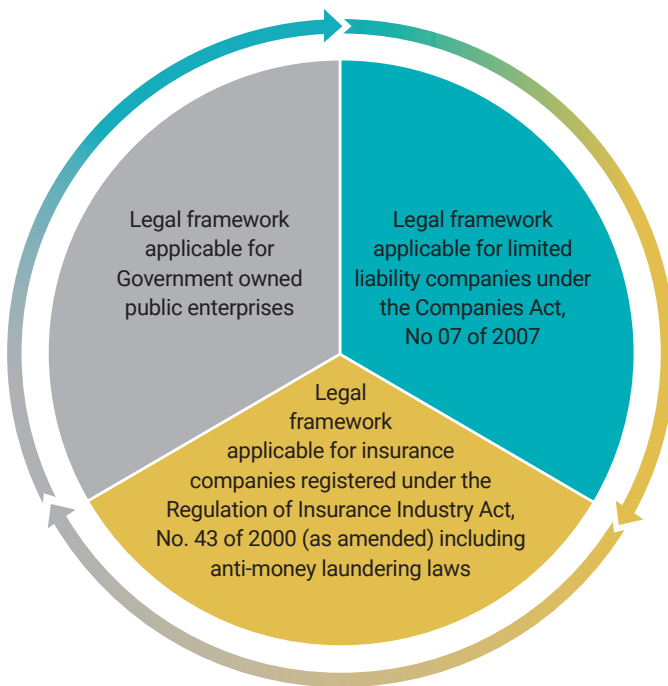 Legal framework
applicable for
Government owned
public enterprises
Legal framework
applicable for limited
liability companies under
the Companies Act,
No 07 of 2007
Legal
framework
applicable for insurance
companies registered under the
Regulation of Insurance Industry Act,
No. 43 of 2000 (as amended) including
anti-money laundering laws